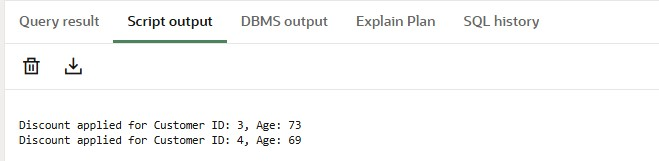 Query result Script output DBMS output Explain Plan SQL history
Discount applied for Customer ID: 3, Age: 73
Discount applied for Customer ID: 4, Age: 69